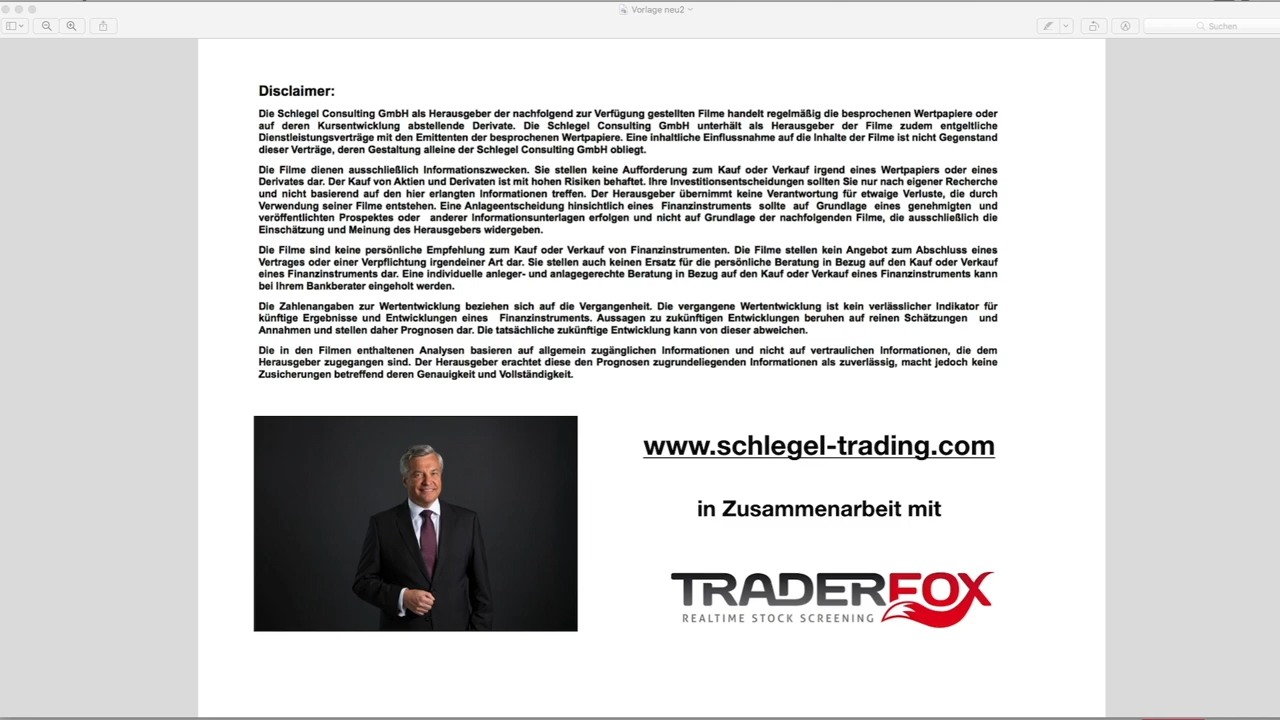 Vorlage neu2
Suchen
Disclaimer:
Die Schlegel Consulting GmbH als Herausgeber der nachfolgend zur Verfügung gestellten Filme handelt regelmäßig die besprochenen Wertpapiere oder
auf deren Kursentwicklung abstellende Derivate. Die Schlegel Consulting GmbH unterhält als Herausgeber der Filme zudem entgeltliche
Dienstleistungsverträge mit den Emittenten der besprochenen Wertpapiere. Eine inhaltliche Einflussnahme auf die Inhalte der Filme ist nicht Gegenstand
dieser Verträge, deren Gestaltung alleine der Schlegel Consulting GmbH obliegt.
Die Filme dienen ausschließlich Informationszwecken. Sie stellen keine Aufforderung zum Kauf oder Verkauf irgend eines Wertpapiers oder eines
Derivates dar. Der Kauf von Aktien und Derivaten ist mit hohen Risiken behaftet. Ihre Investitionsentscheidungen sollten Sie nur nach eigener Recherche
und nicht basierend auf den hier erlangten Informationen treffen. Der Herausgeber übernimmt keine Verantwortung für etwaige Verluste, die durch
Verwendung seiner Filme entstehen. Eine Anlageentscheidung hinsichtlich eines Finanzinstruments sollte auf Grundlage eines genehmigten und
veröffentlichten Prospektes oder anderer Informationsunterlagen erfolgen und nicht auf Grundlage der nachfolgenden Filme, die ausschließlich die
Einschätzung und Meinung des Herausgebers widergeben.
Die Filme sind keine persönliche Empfehlung zum Kauf oder Verkauf von Finanzinstrumenten. Die Filme stellen kein Angebot zum Abschluss eines
Vertrages oder einer Verpflichtung irgendeiner Art dar. Sie stellen auch keinen Ersatz für die persönliche Beratung in Bezug auf den Kauf oder Verkauf
eines Finanzinstruments dar. Eine individuelle anleger- und anlagegerechte Beratung in Bezug auf den Kauf oder Verkauf eines Finanzinstruments kann
bei Ihrem Bankberater eingeholt werden.
Die Zahlenangaben zur Wertentwicklung beziehen sich auf die Vergangenheit. Die vergangene Wertentwicklung ist kein verlässlicher Indikator für
künftige Ergebnisse und Entwicklungen eines Finanzinstruments. Aussagen zu zukünftigen Entwicklungen beruhen auf reinen Schätzungen und
Annahmen und stellen daher Prognosen dar. Die tatsächliche zukünftige Entwicklung kann von dieser abweichen.
Die in den Filmen enthaltenen Analysen basieren auf allgemein zugänglichen Informationen und nicht auf vertraulichen Informationen, die dem
Herausgeber zugegangen sind. Der Herausgeber erachtet diese den Prognosen zugrundeliegenden Informationen als zuverlässig, macht jedoch keine
Zusicherungen betreffend deren Genauigkeit und Vollständigkeit.
www.schlegel-trading.com
in Zusammenarbeit mit
TRADERFOX
REALTIME STOCK SCREENING